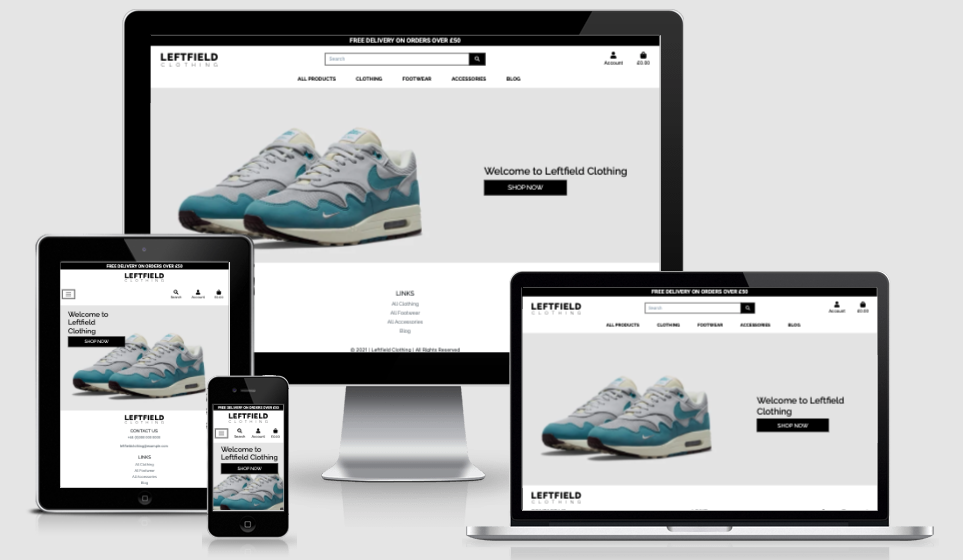 FREE DELIVERY ON ORDERS OVER £50
LEFTFIELD
CLOTHING
Search
Account
£0.00
ALL PRODUCTS CLOTHING FOOTWEAR ACCESSORIES BLOG
Welcome to Leftfield Clothing
SHOP NOW
LINKS
All Clothing
All Footwear
All Accessories
Blog
© 2021 | Leftfield Clothing | All Rights Reserved
FREE DELIVERY ON ORDERS OVER £50
LEFTFIELD
CLOTHING
Search Account £0.00
Welcome to
Leftfield
Clothing
SHOP NOW
LEFTFIELD
CLOTHING
CONTACT US
LINKS
All Clothing
All Footwear
All Accessories
Blog
FREE DELIVERY ON ORDERS OVER £50
LEFTFIELD
CLOTHING
Search Account £0.00
Welcome to
Leftfield Clothing
SHOP NOW
FREE DELIVERY ON ORDERS OVER £50
LEFTFIELD
CLOTHING
Search
Account
£0.00
ALL PRODUCTS CLOTHING FOOTWEAR ACCESSORIES BLOG
Welcome to Leftfield
Clothing
SHOP NOW
LEFTFIELD
CLOTHING